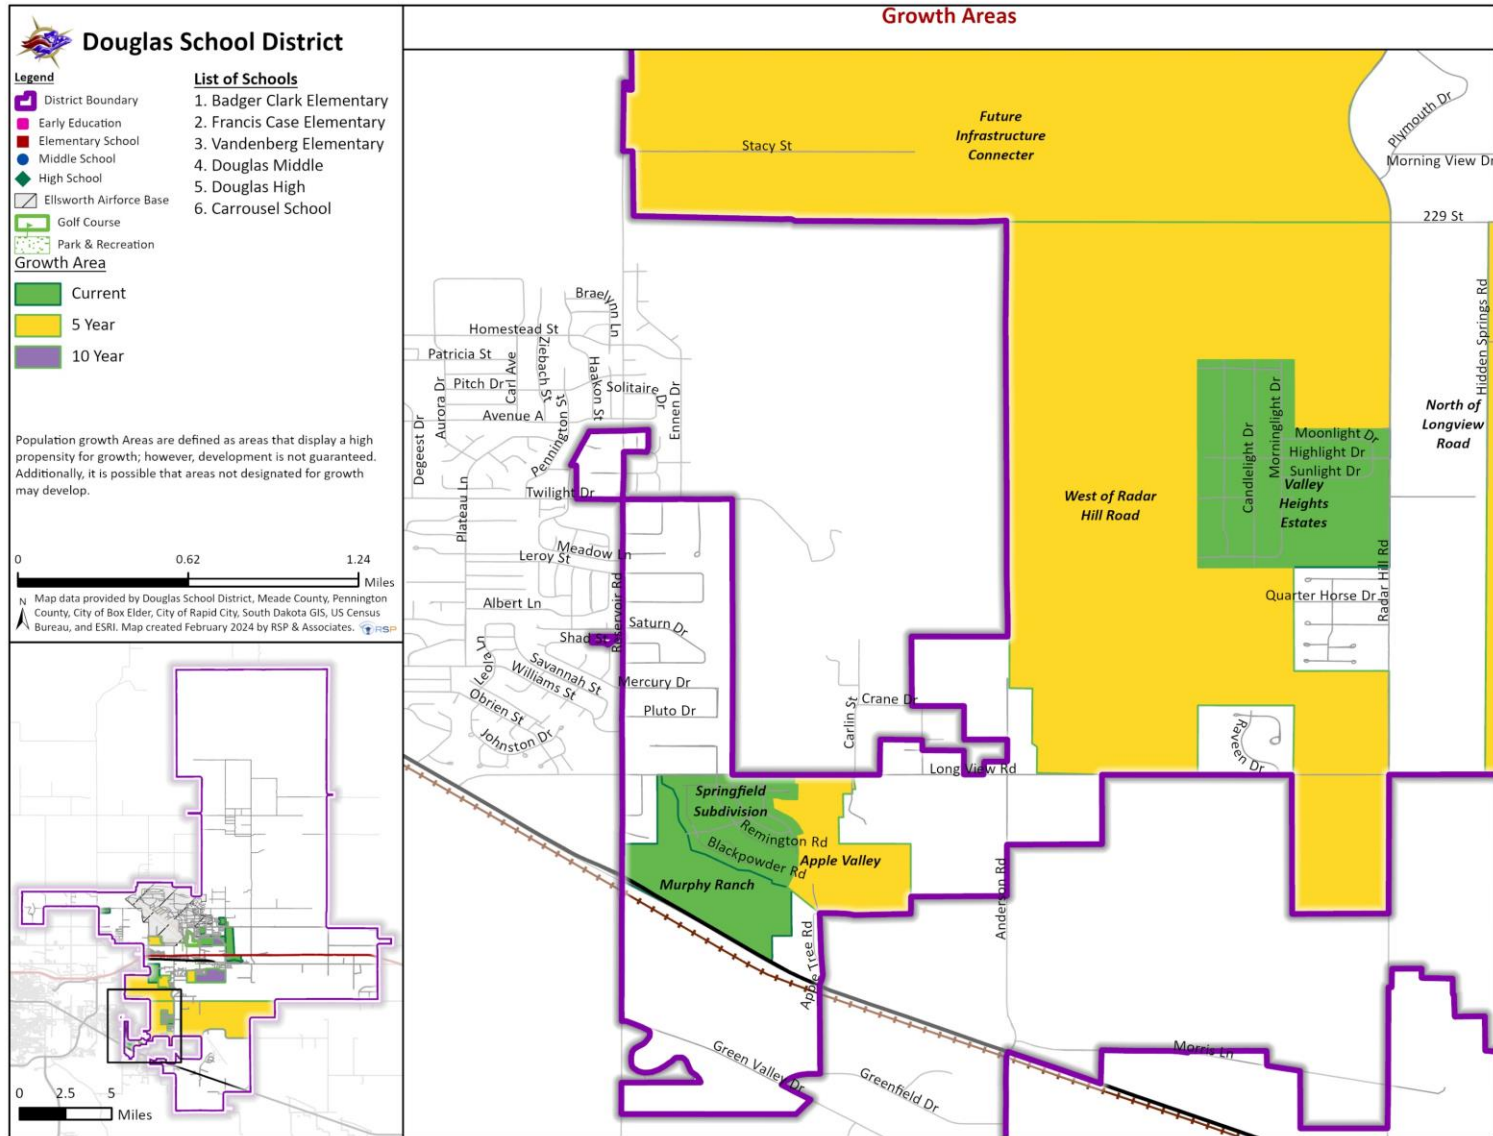 Growth Areas
Douglas School District
Legend
District Boundary
Early Education
Elementary School
Middle School
High School
Ellsworth Airforce Base
Golf Course
Park & Recreation
List of Schools
1. Badger Clark Elementary
2. Francis Case Elementary
3. Vandenberg Elementary
4. Douglas Middle
5. Douglas High
6. Carrousel School
Growth Area
Current
5 Year
10 Year
Population growth Areas are defined as areas that display a high
propensity for growth; however, development is not guaranteed.
Additionally, it is possible that areas not designated for growth
may develop.
0 0.62 1.24
Miles
N
Map data provided by Douglas School District, Meade County, Pennington
County, City of Box Elder, City of Rapid City, South Dakota GIS, US Census
Bureau, and ESRI. Map created February 2024 by RSP & Associates.
RSP
0 2.5 5
Miles
Future
Infrastructure
Connecter
Stacy St
Plymouth Dr
Morning View Dr
229 St
Hidden Springs Rd
Braelynn Ln
Homestead St
Patricia St
Carl Ave
Ziebach St
Haakon St
Pitch Dr
Solitaire Dr
Aurora Dr
Avenue A
Ennen Dr
Degeest Dr
Pennington St
Twilight Dr
Plateau Ln
Meadow Ln
Leroy St
Albert Ln
Reservoir Rd
Shad St
Saturn Dr
Leola Ln
Savannah St
Williams St
Mercury Dr
Obrien St
Pluto Dr
Johnston Dr
Carlin St
Crane Dr
Long View Rd
West of Radar
Hill Road
North of
Longview
Road
Candlelight Dr
Morninglight Dr
Moonlight Dr
Highlight Dr
Sunlight Dr
Valley
Heights
Estates
Radar Hill Rd
Quarter Horse Dr
Raveen Dr
Springfield
Subdivision
Remington Rd
Blackpowder Rd
Apple Valley
Murphy Ranch
Apple Tree Rd
Anderson Rd
Green Valley Dr
Greenfield Dr
Morris Ln